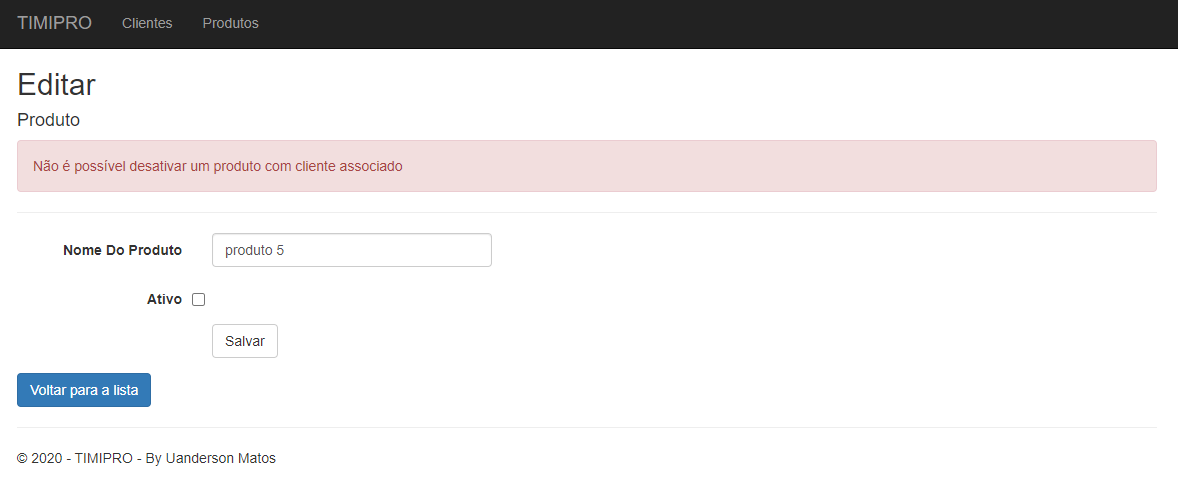 TIMIPRO Clientes Produtos
Editar
Produto
Não é possível desativar um produto com cliente associado
Nome Do Produto produto 5
Ativo
Salvar
Voltar para a lista
© 2020 - TIMIPRO - By Uanderson Matos